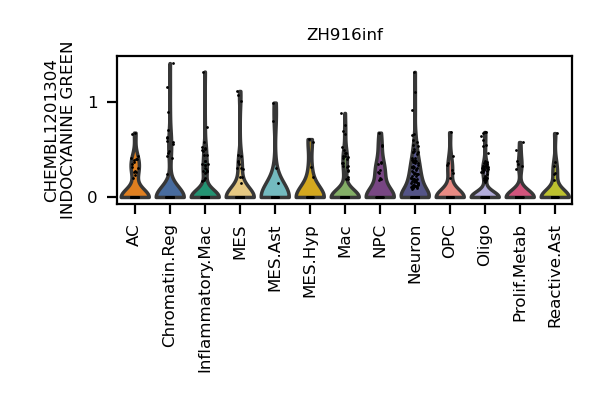 ZH916inf
CHEMBL1201304
INDOCYANINE GREEN
1
0
AC
Chromatin.Reg
Inflammatory.Mac
MES
MES.Ast
MES.Hyp
Mac
NPC
Neuron
OPC
Oligo
Prolif.Metab
Reactive.Ast